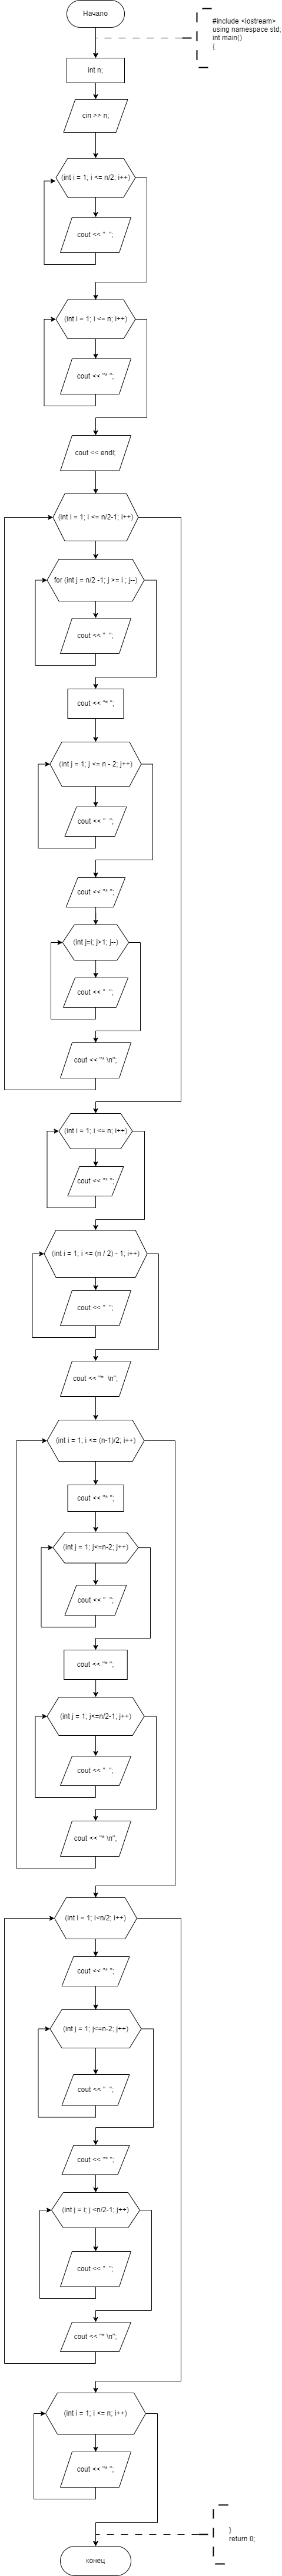 Начало
#include <iostream>
using namespace std;
int main()
{
int n;
cin >> n;
(int i = 1; i <= n/2; i++)
cout << "  ";
(int i = 1; i <= n; i++)
cout << "* ";
cout << endl;
(int i = 1; i <= n/2-1; i++)
for (int j = n/2 -1; j >= i ; j--)
cout << "  ";
cout << "* ";
(int j = 1; j <= n - 2; j++)
cout << "  ";
cout << "* ";
(int j=i; j>1; j--)
cout << "  ";
cout << "* \n";
(int i = 1; i <= n; i++)
cout << "* ";
(int i = 1; i <= (n / 2) - 1; i++)
cout << "  ";
cout << "*  \n";
(int i = 1; i <= (n-1)/2; i++)
cout << "* ";
(int j = 1; j<=n-2; j++)
cout << "  ";
cout << "* ";
(int j = 1; j<=n/2-1; j++)
cout << "  ";
cout << "* \n";
(int i = 1; i<n/2; i++)
cout << "* ";
(int j = 1; j<=n-2; j++)
cout << "  ";
cout << "* ";
(int j = i; j <n/2-1; j++)
cout << "  ";
cout << "* \n";
(int i = 1; i <= n; i++)
cout << "* ";
}
return 0;
конец